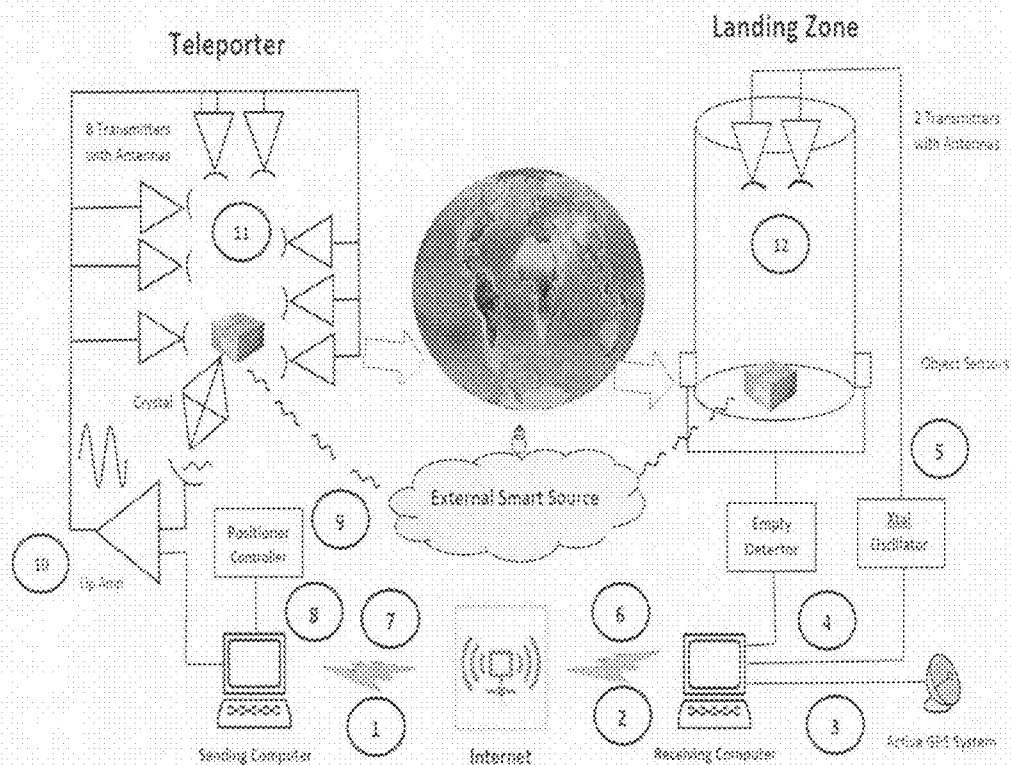 Teleporter
Landing Zone
8 Transmitters
with Antennas
2 Transmitters
with Antennas
11
12
Crystal
Object Sensors
External Smart Source
5
9
Positioner
Controller
Empty
Detector
Xtal
Oscillator
10
Op Amp
8
7
6
4
1
2
3
Sending Computer
Internet
Receiving Computer
Active GPS System